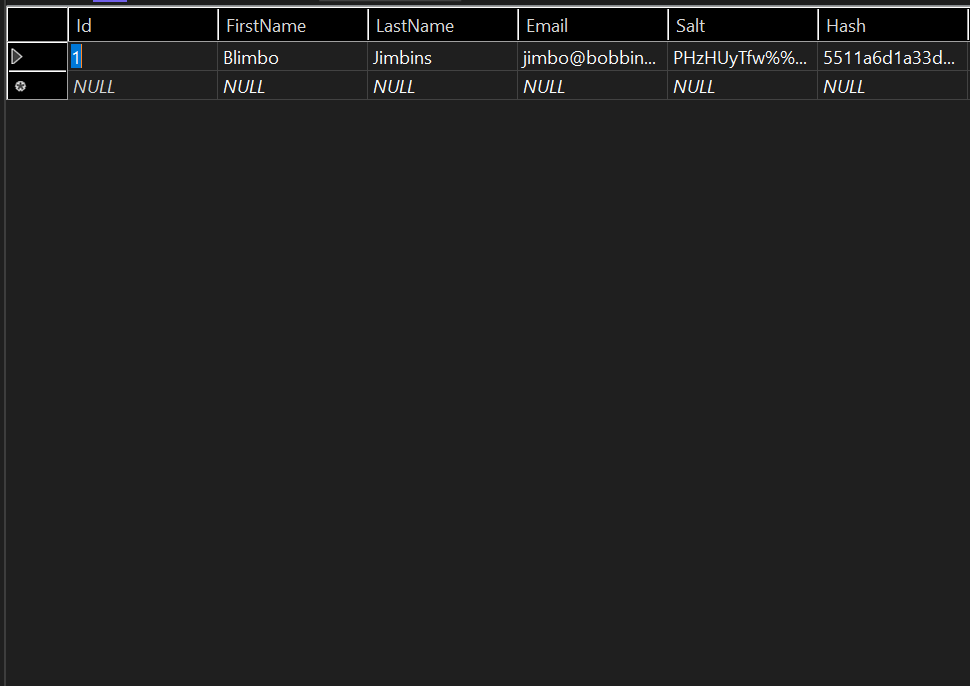 Id FirstName LastName Email Salt Hash
1 Blimbo Jimbins jimbo@bobbin... PHzHUyTfw%%... 5511a6d1a33d...
NULL NULL NULL NULL NULL NULL